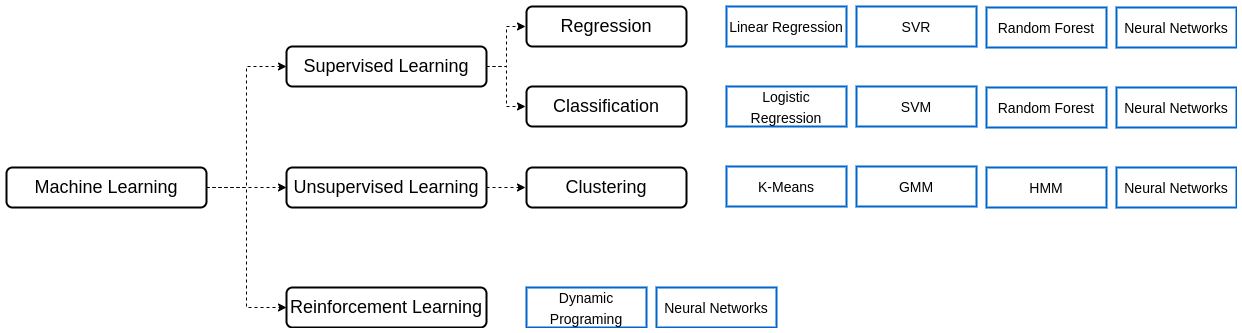 Regression
Linear Regression
SVR
Random Forest
Neural Networks
Supervised Learning
Classification
Logistic
Regression
SVM
Random Forest
Neural Networks
Machine Learning
Unsupervised Learning
Clustering
K-Means
GMM
HMM
Neural Networks
Reinforcement Learning
Dynamic
Programing
Neural Networks